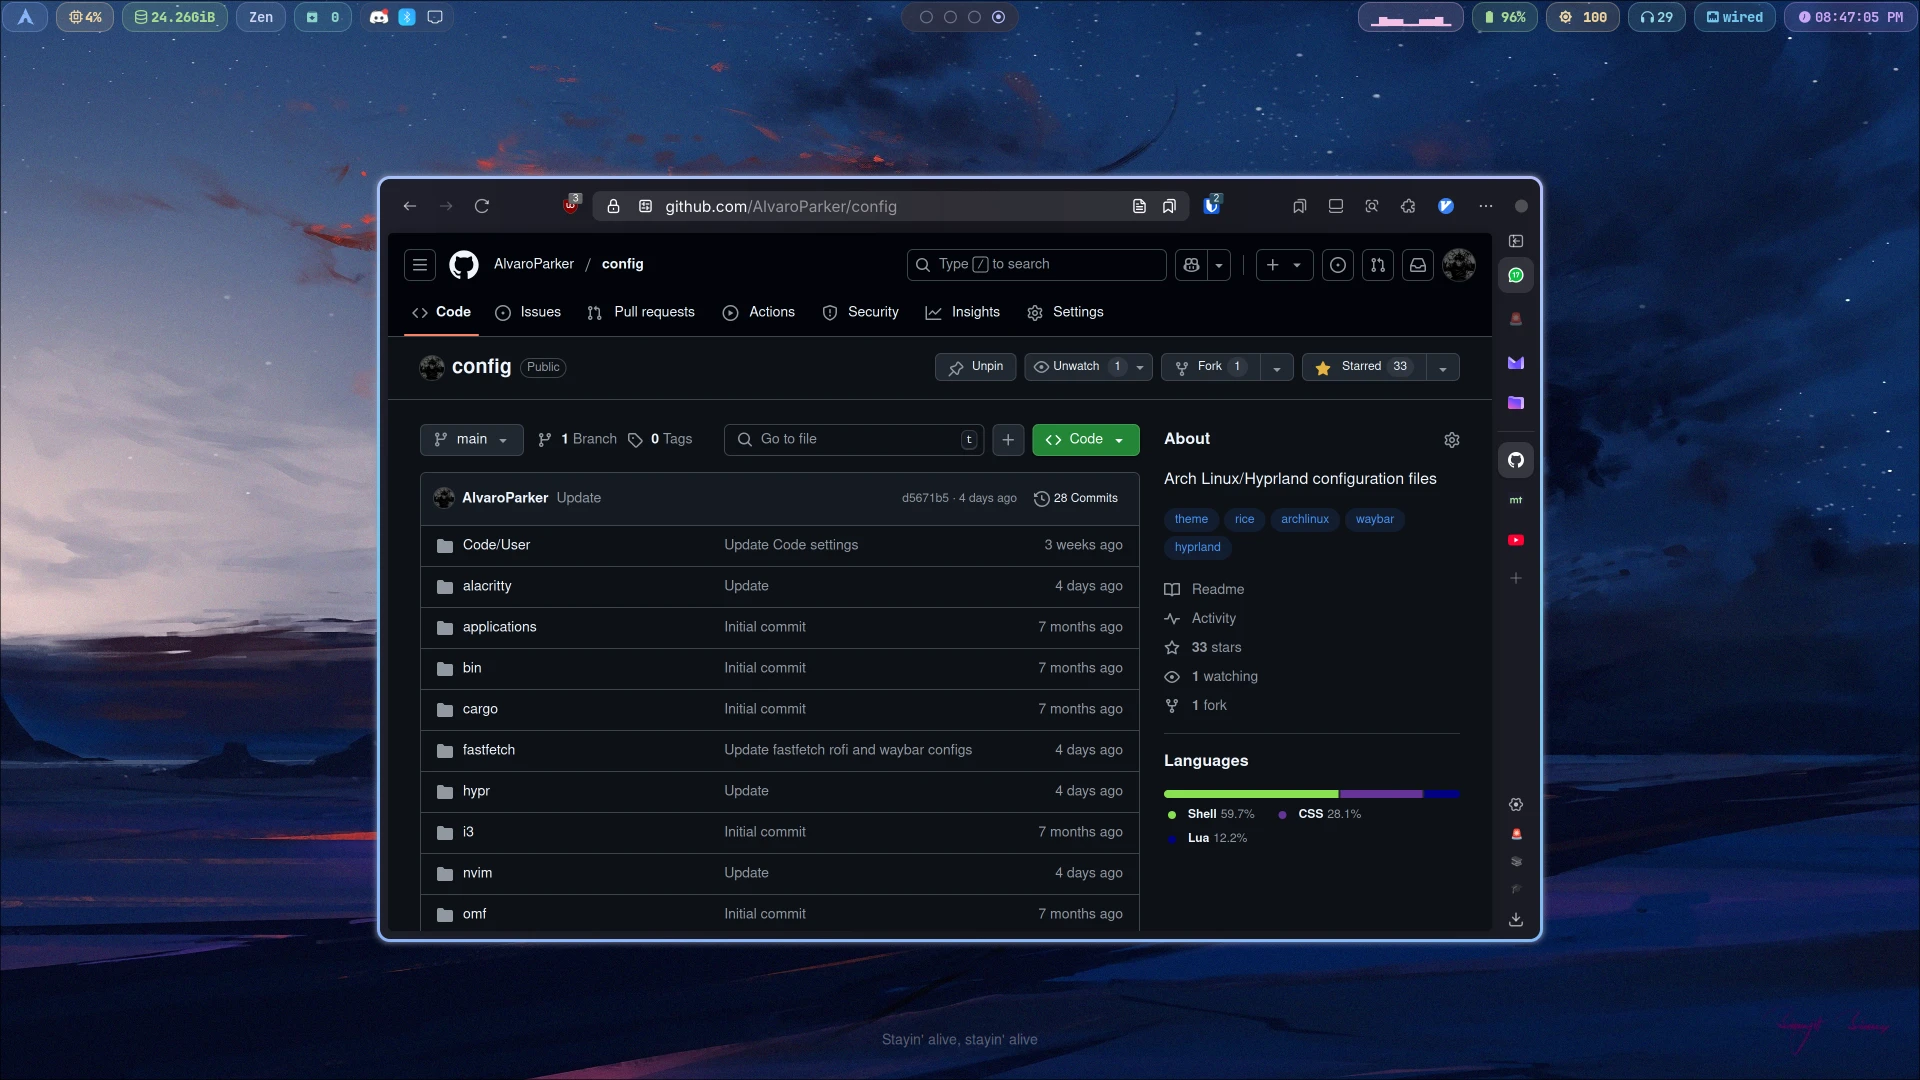 4% 24.26GiB Zen 0 96% 100 29 wired 08:47:05 PM
3 github.com/AlvaroParker/config 2
AlvaroParker / config Type / to search
17
Code Issues Pull requests Actions Security Insights Settings
config Public Unpin Unwatch 1 Fork 1 Starred 33
main 1 Branch 0 Tags Go to file t Code About
AlvaroParker Update d5671b5 · 4 days ago 28 Commits
Arch Linux/Hyprland configuration files
theme rice archlinux waybar
hyprland
mt
Code/User Update Code settings 3 weeks ago
alacritty Update 4 days ago
applications Initial commit 7 months ago
bin Initial commit 7 months ago
cargo Initial commit 7 months ago
fastfetch Update fastfetch rofi and waybar configs 4 days ago
hypr Update 4 days ago
i3 Initial commit 7 months ago
nvim Update 4 days ago
omf Initial commit 7 months ago
Readme
Activity
33 stars
1 watching
1 fork
Languages
Shell 59.7% CSS 28.1%
Lua 12.2%
Stayin' alive, stayin' alive